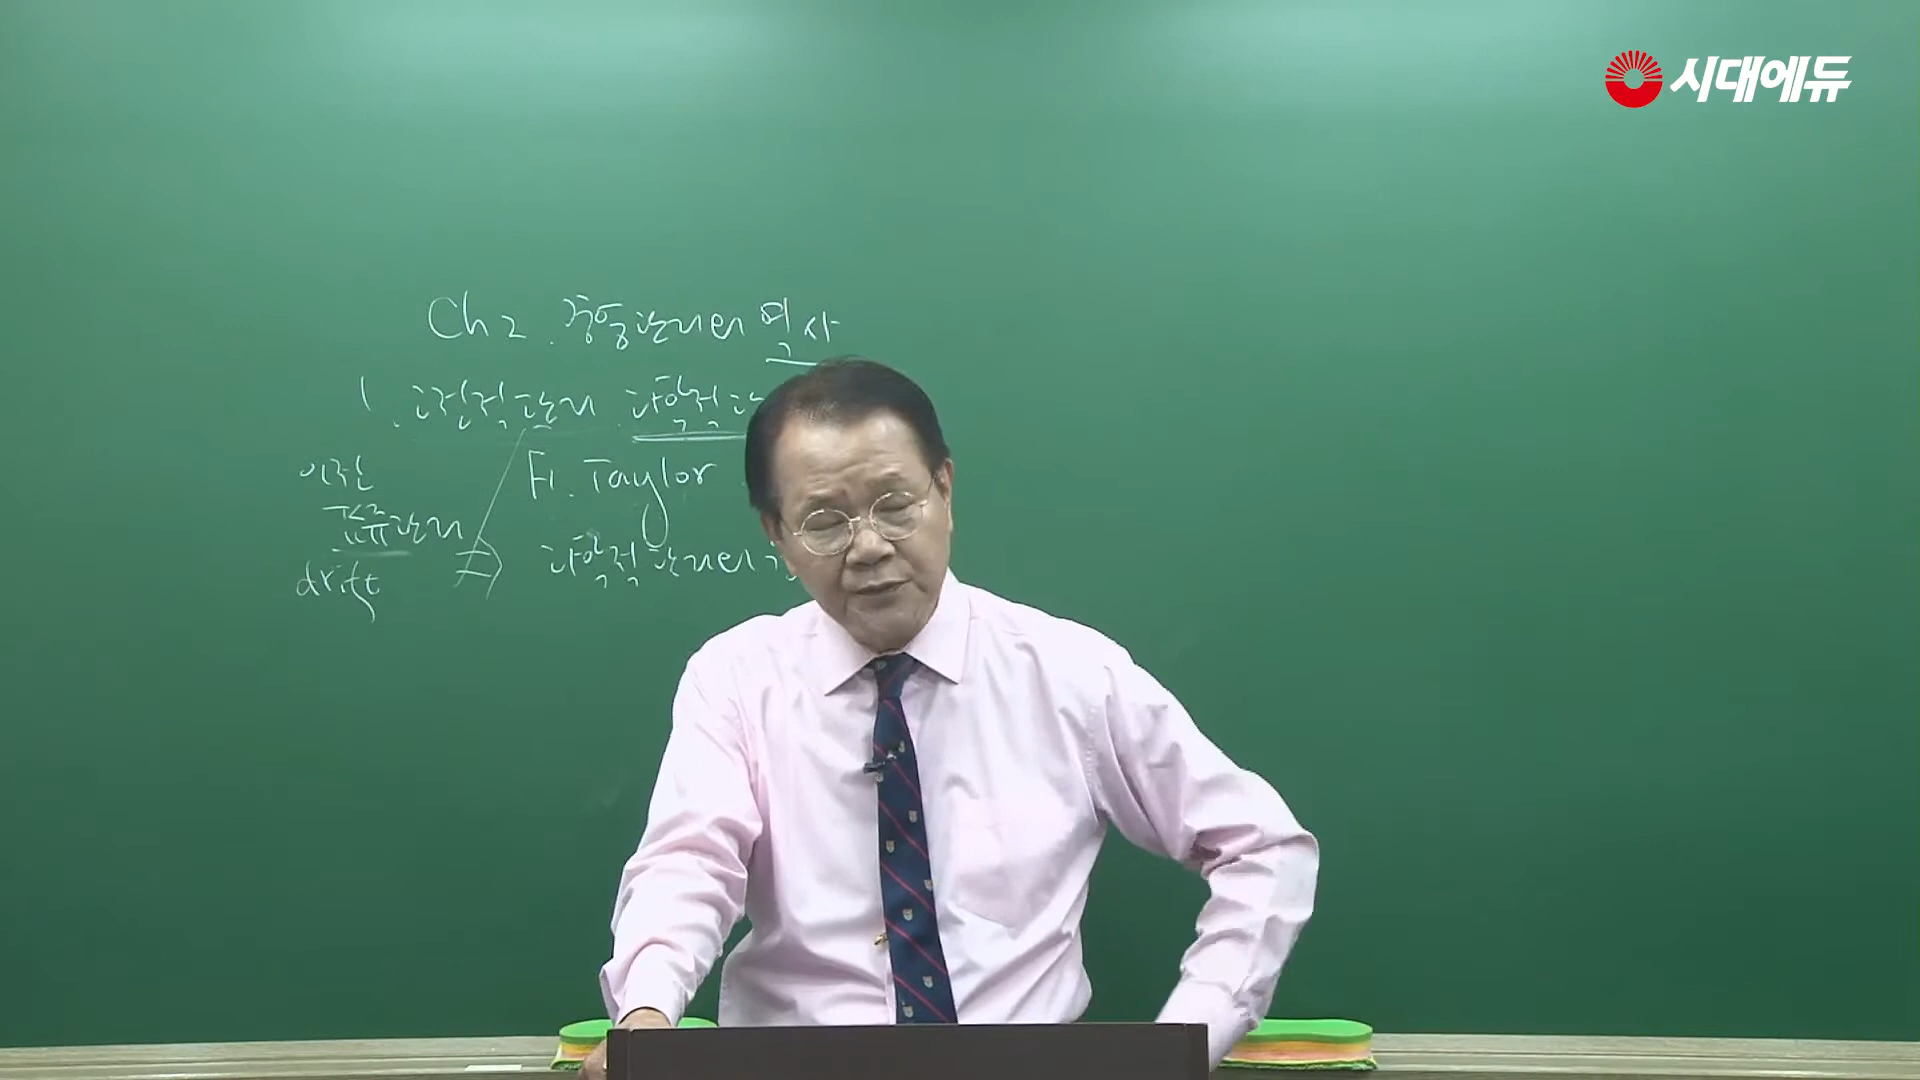 시대에듀
Ch 2. 경영관리의 역사
1. 고전적관리 과학적관
이전
F. Taylor
표류관리
과학적관리의
drift